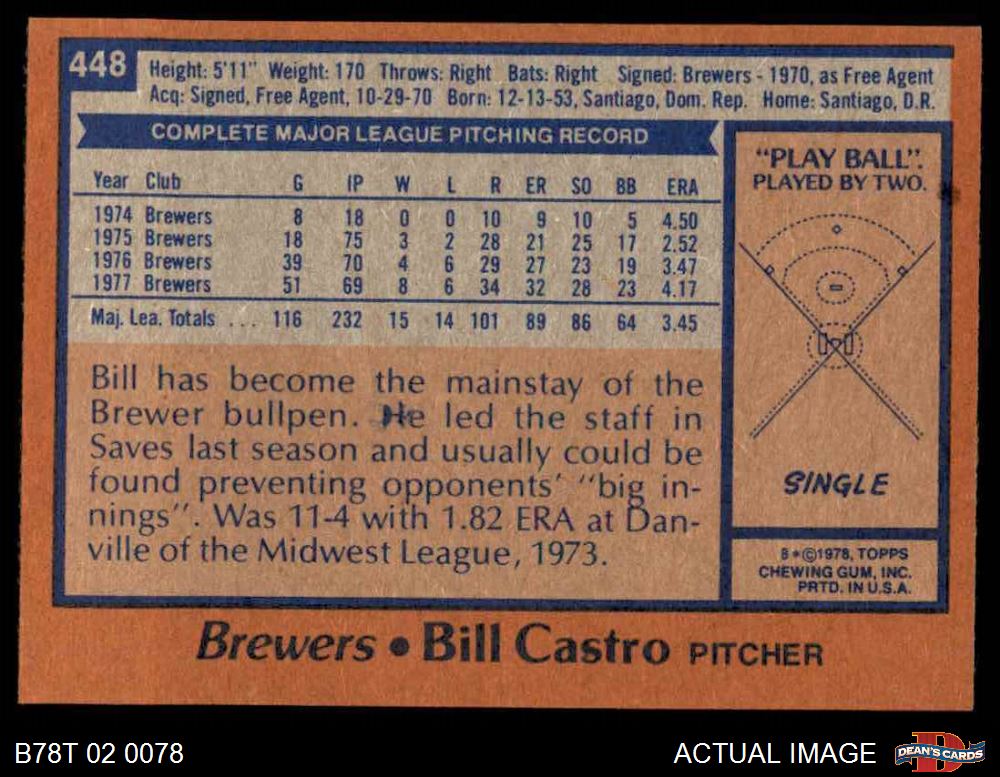 448
Height: 5'11" Weight: 170 Throws: Right Bats: Right Signed: Brewers - 1970, as Free Agent
Acq: Signed, Free Agent, 10-29-70 Born: 12-13-53, Santiago, Dom. Rep. Home: Santiago, D.R.
COMPLETE MAJOR LEAGUE PITCHING RECORD
Year Club G IP W L R ER SO BB ERA
1974 Brewers 8 18 0 0 10 9 10 5 4.50
1975 Brewers 18 75 3 2 28 21 25 17 2.52
1976 Brewers 39 70 4 6 29 27 23 19 3.47
1977 Brewers 51 69 8 6 34 32 28 23 4.17
Maj. Lea. Totals ... 116 232 15 14 101 89 86 64 3.45
Bill has become the mainstay of the
Brewer bullpen. He led the staff in
Saves last season and usually could be
found preventing opponents' "big in-
nings". Was 11-4 with 1.82 ERA at Dan-
ville of the Midwest League, 1973.
"PLAY BALL".
PLAYED BY TWO.
SINGLE
8*©1978, TOPPS
CHEWING GUM, INC.
PRTD. IN U.S.A.
Brewers • Bill Castro PITCHER
B78T 02 0078
ACTUAL IMAGE
D
DEAN'S CARDS